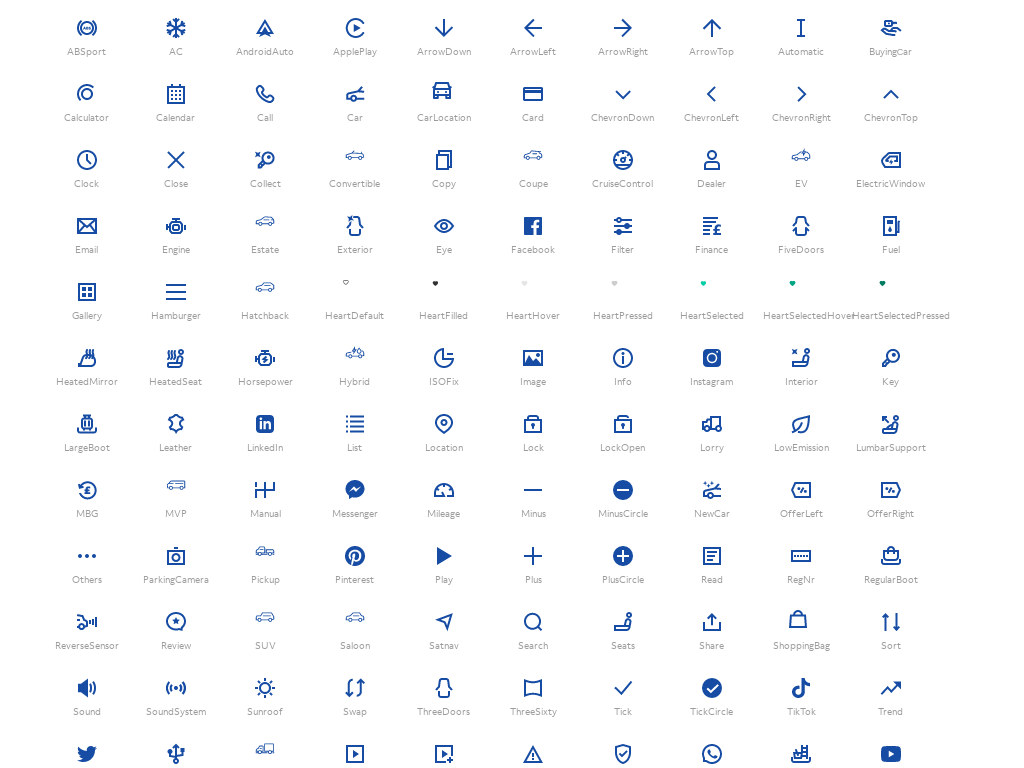 ABSport AC AndroidAuto ApplePlay ArrowDown ArrowLeft ArrowRight ArrowTop Automatic BuyingCar
Calculator Calendar Call Car CarLocation Card ChevronDown ChevronLeft ChevronRight ChevronTop
Clock Close Collect Convertible Copy Coupe CruiseControl Dealer EV ElectricWindow
Email Engine Estate Exterior Eye Facebook Filter Finance FiveDoors Fuel
Gallery Hamburger Hatchback HeartDefault HeartFilled HeartHover HeartPressed HeartSelected HeartSelectedHover HeartSelectedPressed
HeatedMirror HeatedSeat Horsepower Hybrid ISOFix Image Info Instagram Interior Key
LargeBoot Leather LinkedIn List Location Lock LockOpen Lorry LowEmission LumbarSupport
MBG MVP Manual Messenger Mileage Minus MinusCircle NewCar OfferLeft OfferRight
Others ParkingCamera Pickup Pinterest Play Plus PlusCircle Read RegNr RegularBoot
ReverseSensor Review SUV Saloon Satnav Search Seats Share ShoppingBag Sort
Sound SoundSystem Sunroof Swap ThreeDoors ThreeSixty Tick TickCircle TikTok Trend